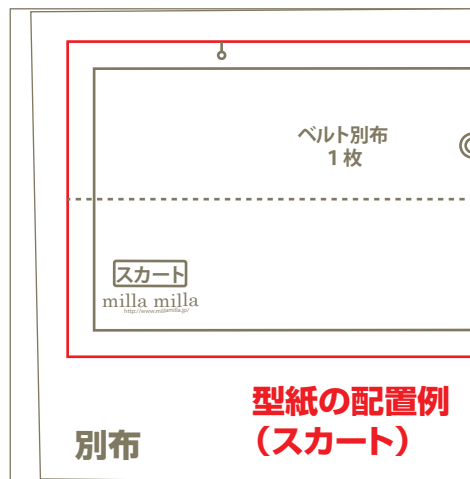 ベルト別布
1枚
スカート
milla milla
http://www.millamilla.jp/
型紙の配置例
(スカート)
別布